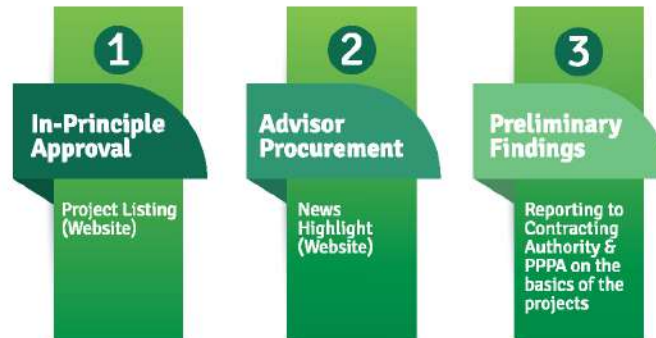 1
In-Principle
Approval
Project Listing
(Website)
2
Advisor
Procurement
News
Highlight
(Website)
3
Preliminary
Findings
Reporting to
Contracting
Authority &
PPPA on the
basics of the
projects